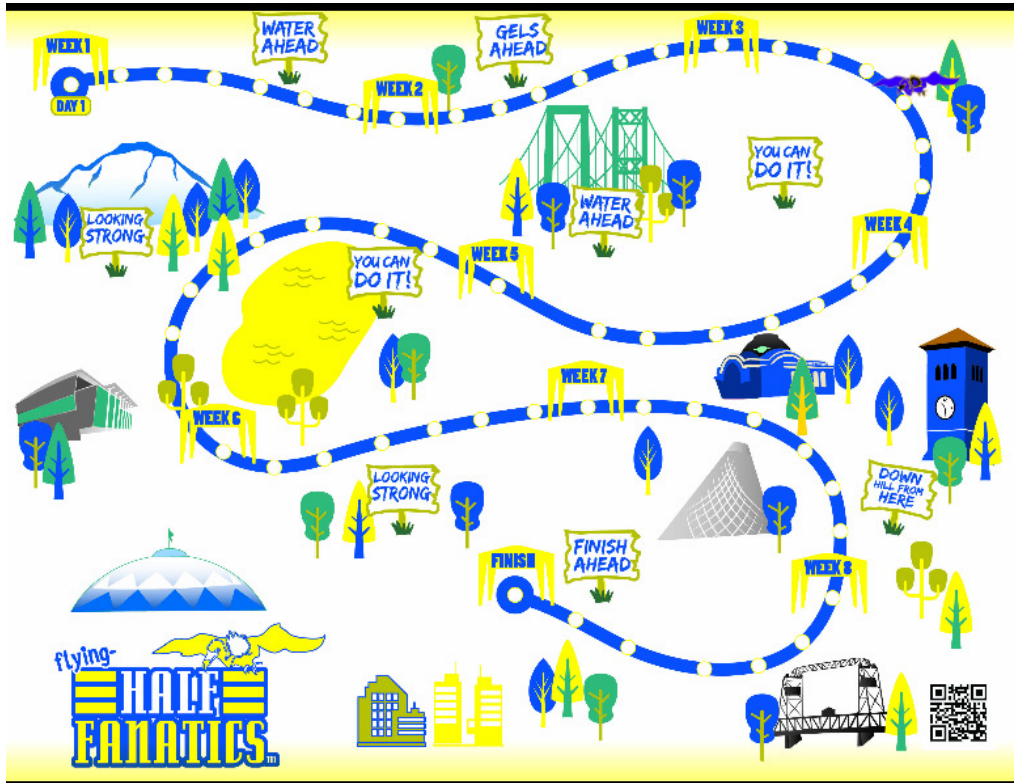 WEEK 1
DAY 1
WATER
AHEAD
WEEK 2
GELS
AHEAD
WEEK 3
YOU CAN
DO IT!
WATER
AHEAD
WEEK 4
LOOKING
STRONG
YOU CAN
DO IT!
WEEK 5
WEEK 6
WEEK 7
LOOKING
STRONG
DOWN
HILL FROM
HERE
WEEK 8
FINISH
AHEAD
FINISH
flying-
HALF
FANATICS TM